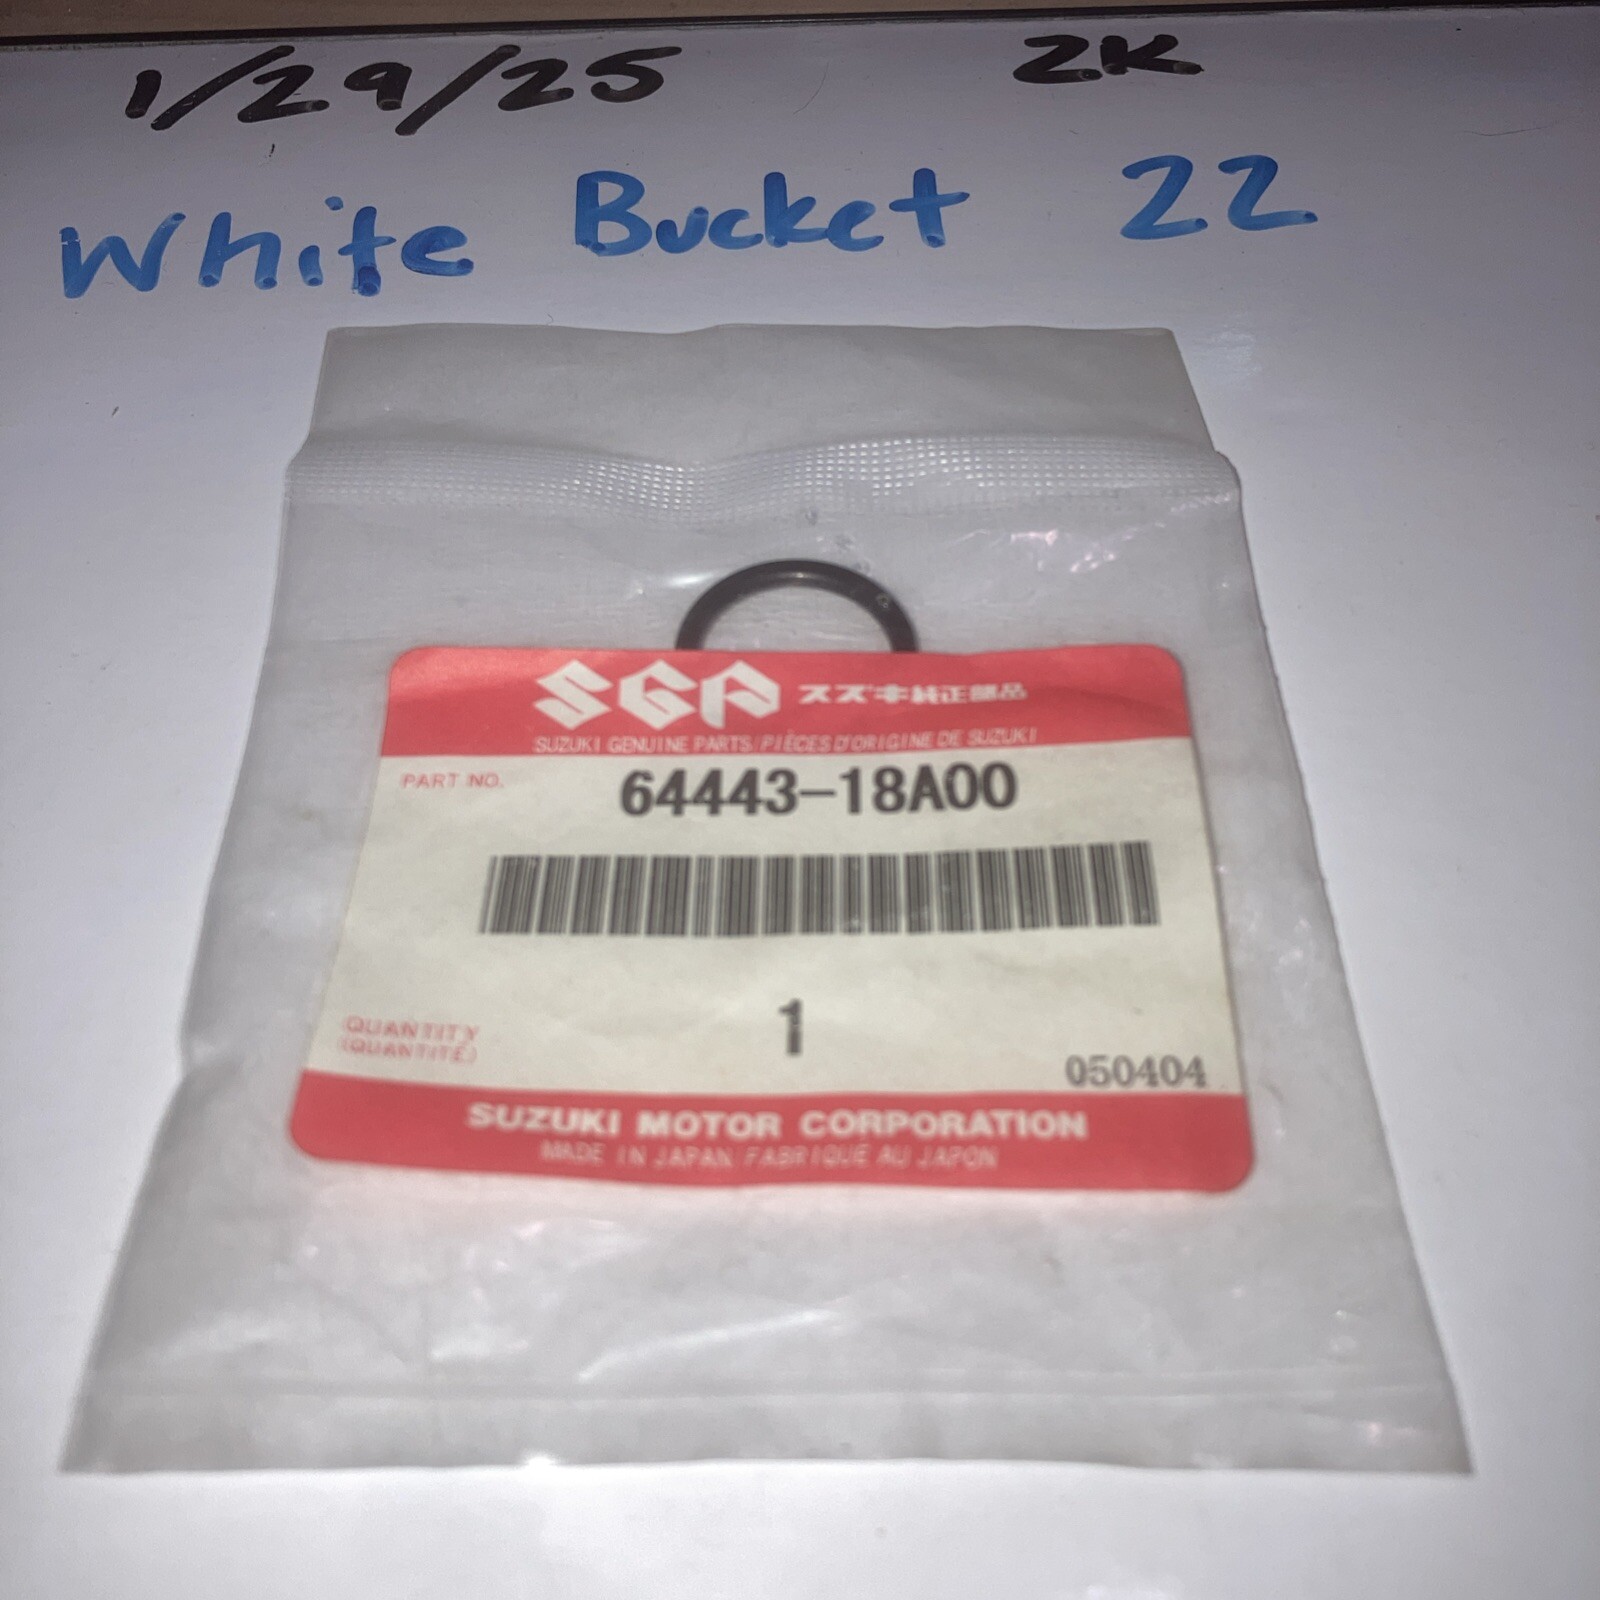 1/29/25 ZK
White Bucket 22
SGP スズキ純正部品
SUZUKI GENUINE PARTS/PIÈCES D'ORIGINE DE SUZUKI
PART NO. 64443-18A00
1
QUANTITY
(QUANTITÉ)
050404
SUZUKI MOTOR CORPORATION
MADE IN JAPAN/FABRIQUÉ AU JAPON